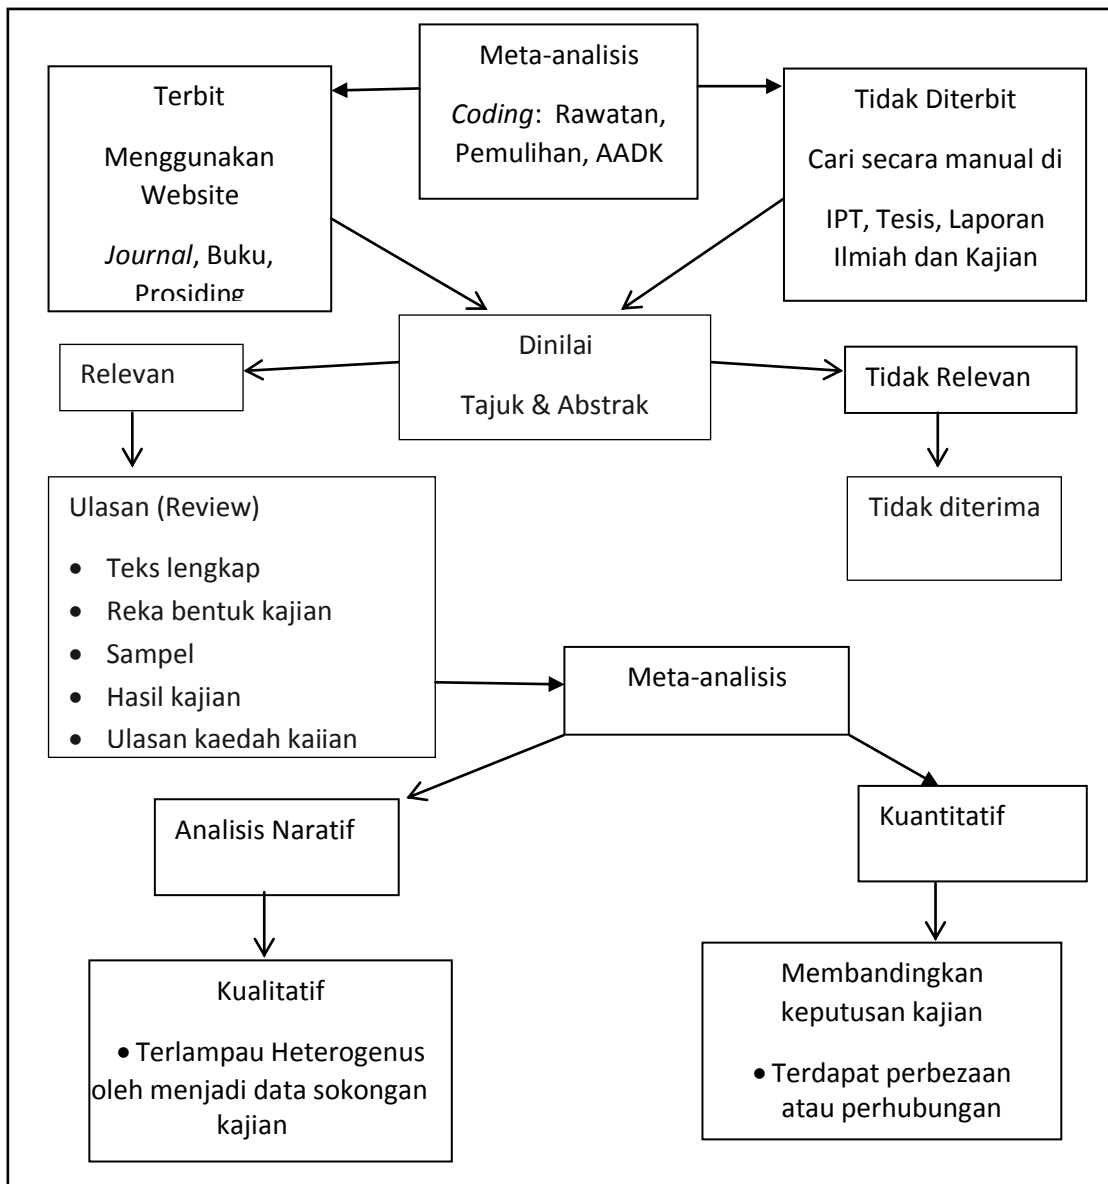 Meta-analisis
Coding: Rawatan,
Pemulihan, AADK
Terbit
Menggunakan
Website
Journal, Buku,
Prosiding
Tidak Diterbit
Cari secara manual di
IPT, Tesis, Laporan
Ilmiah dan Kajian
Dinilai
Tajuk & Abstrak
Relevan
Tidak Relevan
Ulasan (Review)
• Teks lengkap
• Reka bentuk kajian
• Sampel
• Hasil kajian
• Ulasan kaedah kajian
Tidak diterima
Meta-analisis
Analisis Naratif
Kuantitatif
Kualitatif
• Terlampau Heterogenus
oleh menjadi data sokongan
kajian
Membandingkan
keputusan kajian
• Terdapat perbezaan
atau perhubungan